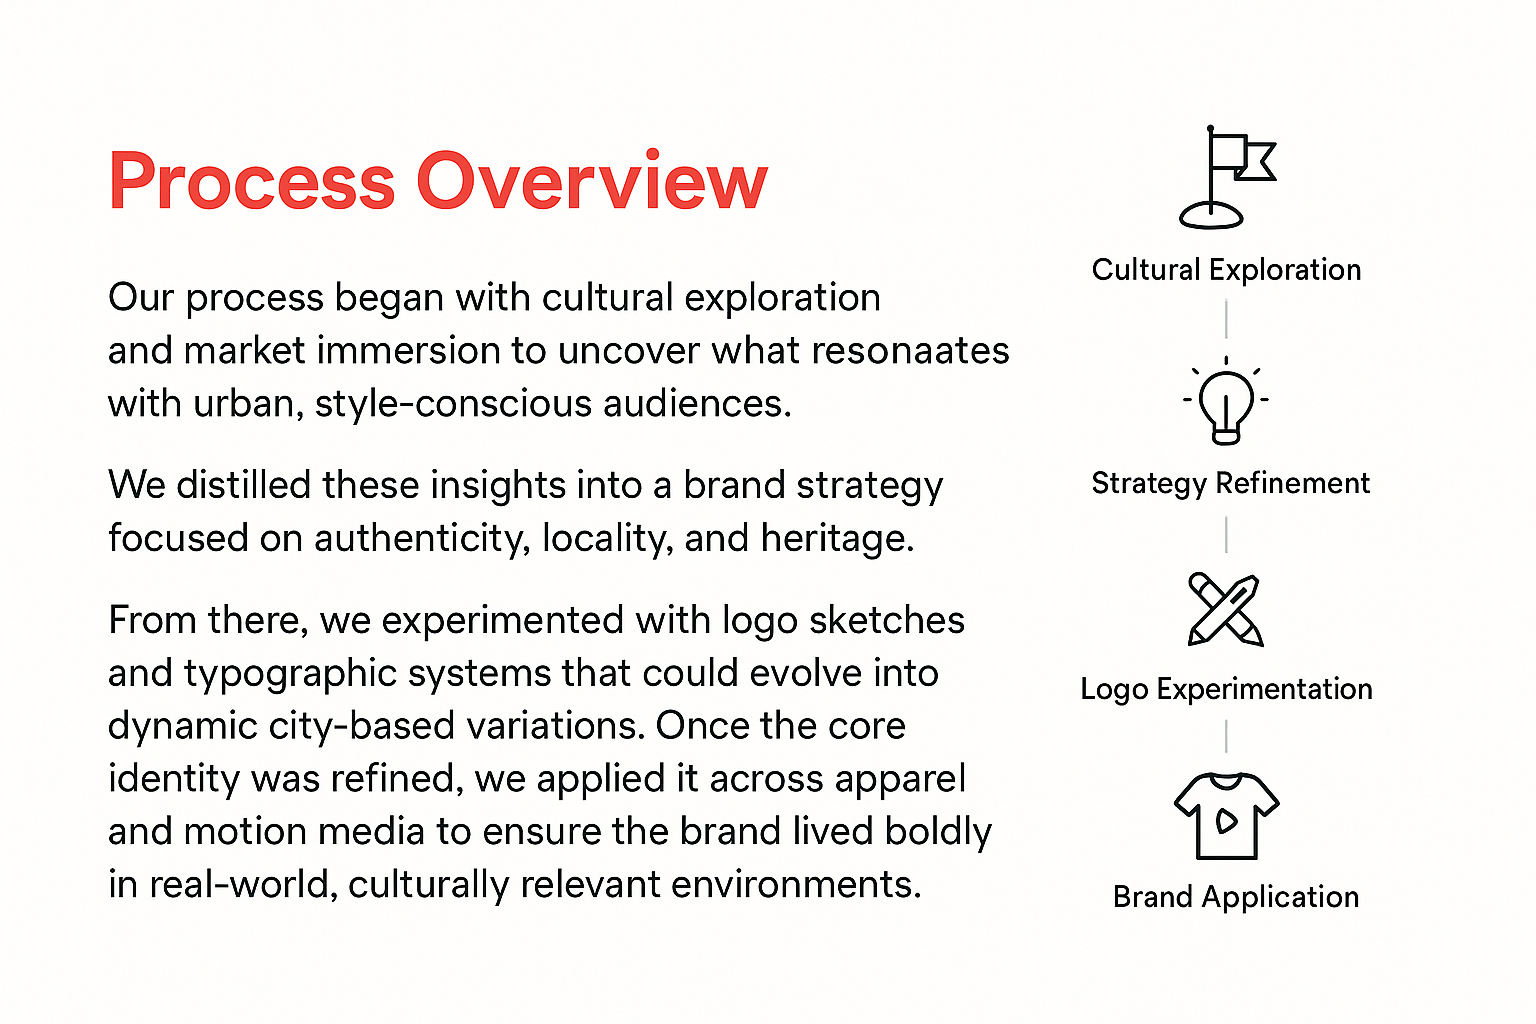 Process Overview
Our process began with cultural exploration
and market immersion to uncover what resonaates
with urban, style-conscious audiences.
We distilled these insights into a brand strategy
focused on authenticity, locality, and heritage.
From there, we experimented with logo sketches
and typographic systems that could evolve into
dynamic city-based variations. Once the core
identity was refined, we applied it across apparel
and motion media to ensure the brand lived boldly
in real-world, culturally relevant environments.
Cultural Exploration
Strategy Refinement
Logo Experimentation
Brand Application